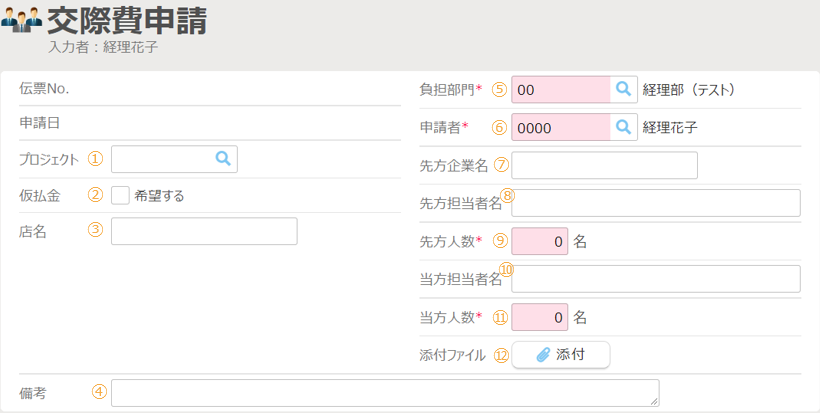 交際費申請
入力者：経理花子
伝票No.
申請日
プロジェクト ①
仮払金 ② 希望する
店名 ③
負担部門* ⑤ 00 経理部（テスト）
申請者* ⑥ 0000 経理花子
先方企業名 ⑦
先方担当者名 ⑧
先方人数* ⑨ 0 名
当方担当者名 ⑩
当方人数* ⑪ 0 名
添付ファイル ⑫ 添付
備考 ④